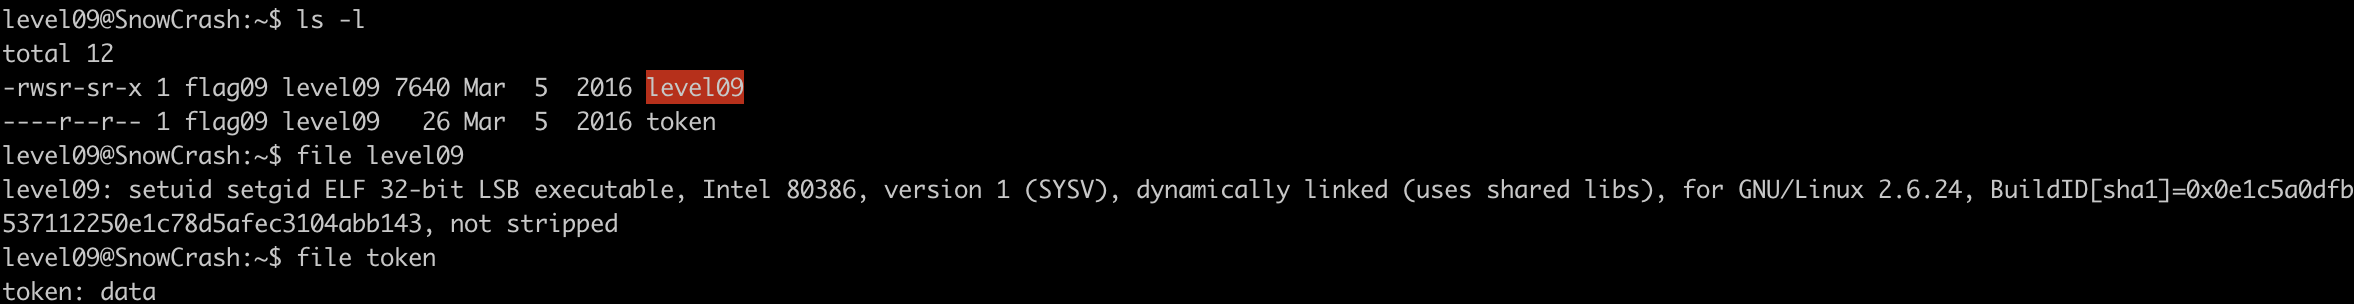 level09@SnowCrash:~$ ls -l
total 12
-rwsr-sr-x 1 flag09 level09 7640 Mar  5  2016 level09
----r--r-- 1 flag09 level09   26 Mar  5  2016 token
level09@SnowCrash:~$ file level09
level09: setuid setgid ELF 32-bit LSB executable, Intel 80386, version 1 (SYSV), dynamically linked (uses shared libs), for GNU/Linux 2.6.24, BuildID[sha1]=0x0e1c5a0dfb
537112250e1c78d5afec3104abb143, not stripped
level09@SnowCrash:~$ file token
token: data